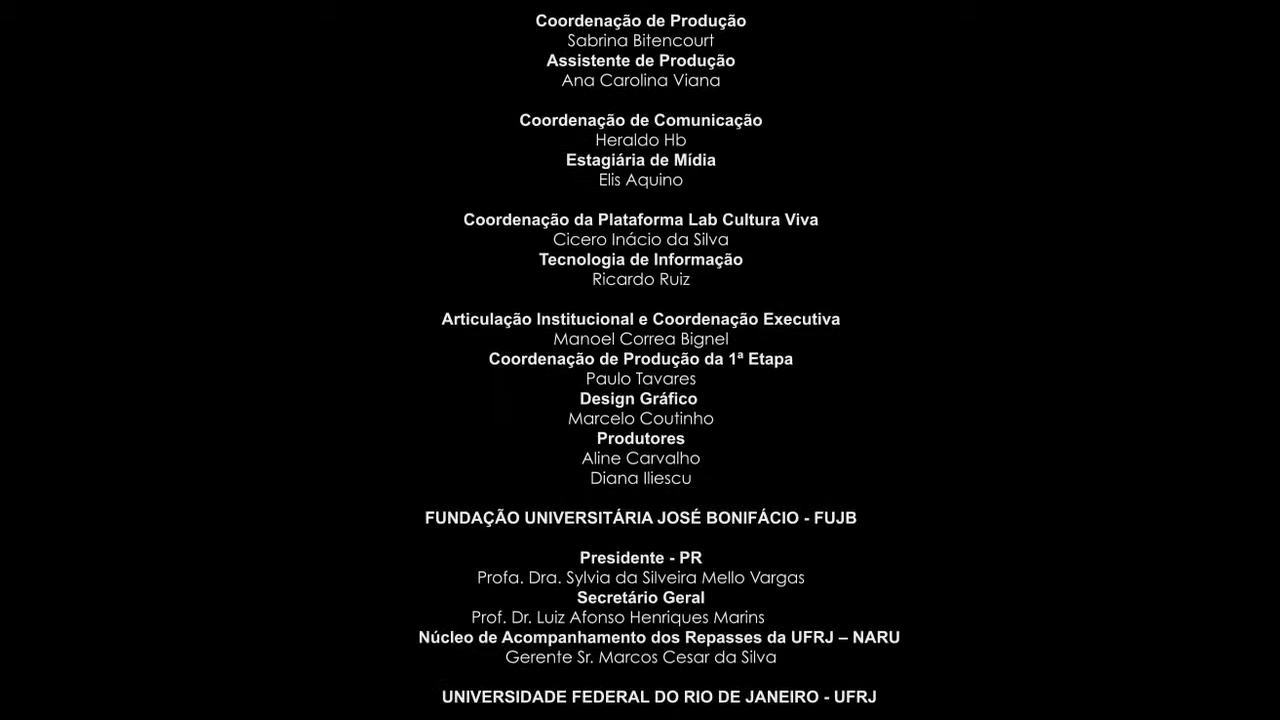 Coordenação de Produção
Sabrina Bitencourt
Assistente de Produção
Ana Carolina Viana
Coordenação de Comunicação
Heraldo Hb
Estagiária de Mídia
Elis Aquino
Coordenação da Plataforma Lab Cultura Viva
Cicero Inácio da Silva
Tecnologia de Informação
Ricardo Ruiz
Articulação Institucional e Coordenação Executiva
Manoel Correa Bignel
Coordenação de Produção da 1ª Etapa
Paulo Tavares
Design Gráfico
Marcelo Coutinho
Produtores
Aline Carvalho
Diana Iliescu
FUNDAÇÃO UNIVERSITÁRIA JOSÉ BONIFÁCIO - FUJB
Presidente - PR
Profa. Dra. Sylvia da Silveira Mello Vargas
Secretário Geral
Prof. Dr. Luiz Afonso Henriques Marins
Núcleo de Acompanhamento dos Repasses da UFRJ – NARU
Gerente Sr. Marcos Cesar da Silva
UNIVERSIDADE FEDERAL DO RIO DE JANEIRO - UFRJ